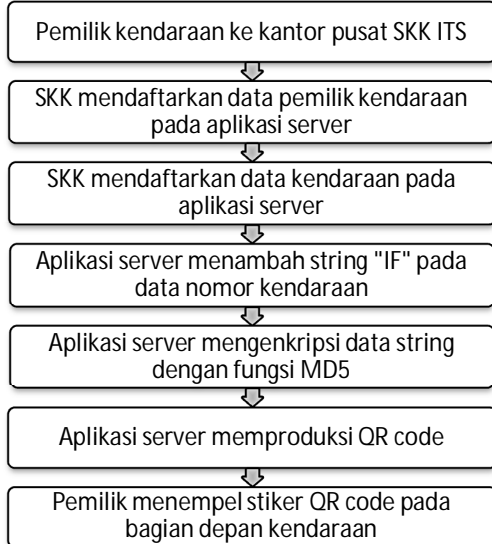 Pemilik kendaraan ke kantor pusat SKK ITS
SKK mendaftarkan data pemilik kendaraan
pada aplikasi server
SKK mendaftarkan data kendaraan pada
aplikasi server
Aplikasi server menambah string "IF" pada
data nomor kendaraan
Aplikasi server mengenkripsi data string
dengan fungsi MD5
Aplikasi server memproduksi QR code
Pemilik menempel stiker QR code pada
bagian depan kendaraan